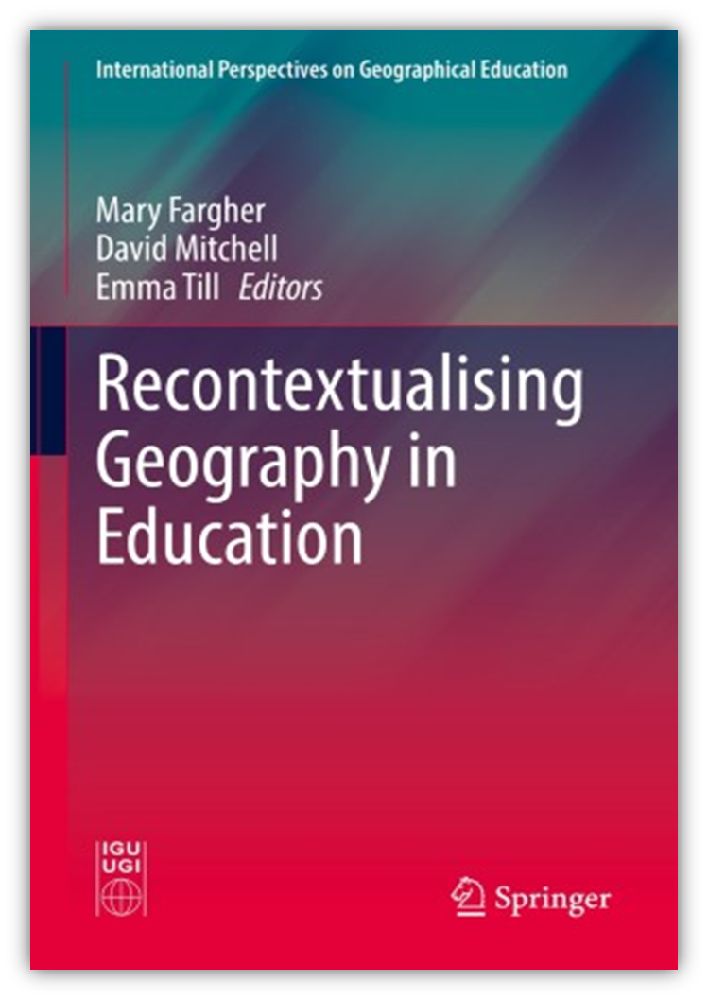 International Perspectives on Geographical Education
Mary Fargher
David Mitchell
Emma Till Editors
Recontextualising
Geography in
Education
IGU
UGI
Springer